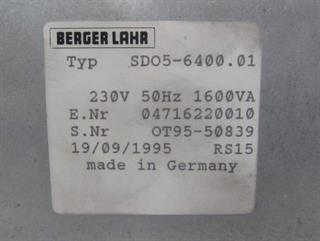 BERGER LAHR
Typ SDO5-6400.01
230V 50Hz 1600VA
E.Nr 04716220010
S.Nr OT95-50839
19/09/1995 RS15
made in Germany